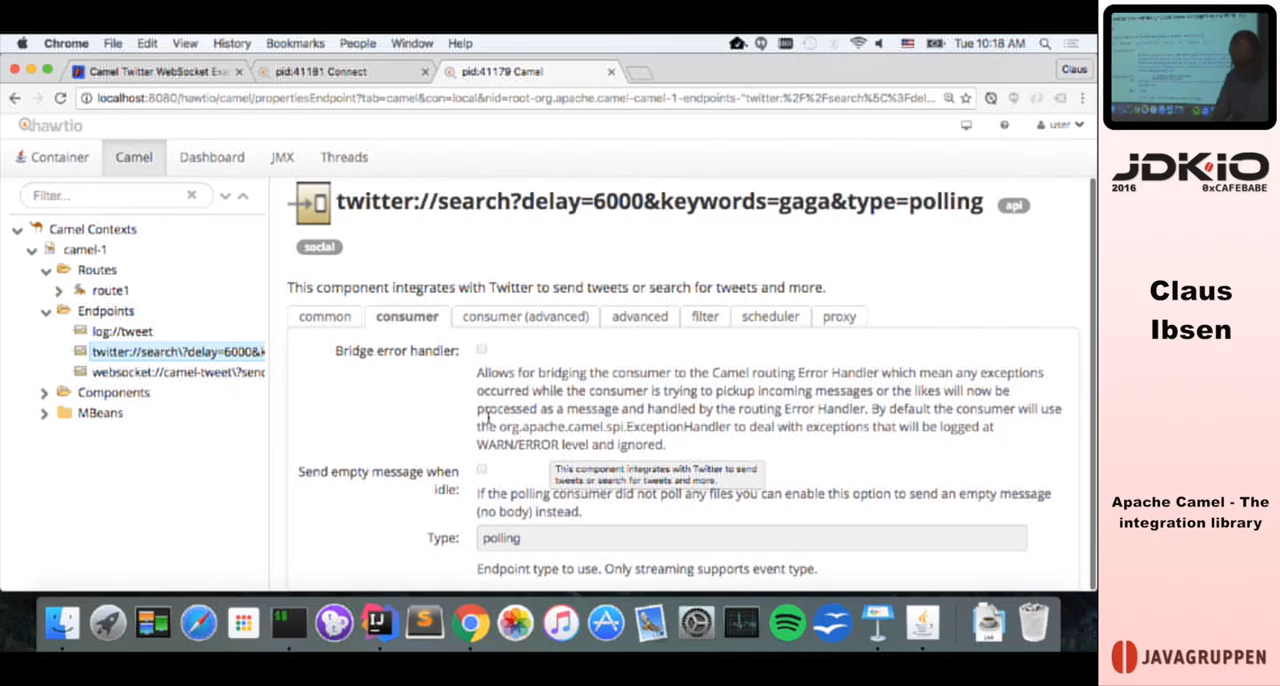 Chrome File Edit View History Bookmarks People Window Help
Tue 10:18 AM
Camel Twitter WebSocket Exa
pid:41181 Connect
pid:41179 Camel
Claus
localhost:8080/hawtio/camel/propertiesEndpoint?tab=camel&con=local&nid=root-org.apache.camel-camel-1-endpoints-"twitter:%2F%2Fsearch%5C%3Fdel...
hawtio
user
Container Camel Dashboard JMX Threads
Filter...
Camel Contexts
camel-1
Routes
route1
Endpoints
log://tweet
twitter://search\?delay=6000&k
websocket://camel-tweet\?send
Components
MBeans
twitter://search?delay=6000&keywords=gaga&type=polling
api
social
This component integrates with Twitter to send tweets or search for tweets and more.
common consumer consumer (advanced) advanced filter scheduler proxy
Bridge error handler:
Allows for bridging the consumer to the Camel routing Error Handler which mean any exceptions
occurred while the consumer is trying to pickup incoming messages or the likes will now be
processed as a message and handled by the routing Error Handler. By default the consumer will use
the org.apache.camel.spi.ExceptionHandler to deal with exceptions that will be logged at
WARN/ERROR level and ignored.
Send empty message when
idle:
This component integrates with Twitter to send
tweets or search for tweets and more.
If the polling consumer did not poll any files you can enable this option to send an empty message
(no body) instead.
Type:
polling
Endpoint type to use. Only streaming supports event type.
JDK.IO
2016 0xCAFEBABE
Claus
Ibsen
Apache Camel - The
integration library
JAVAGRUPPEN